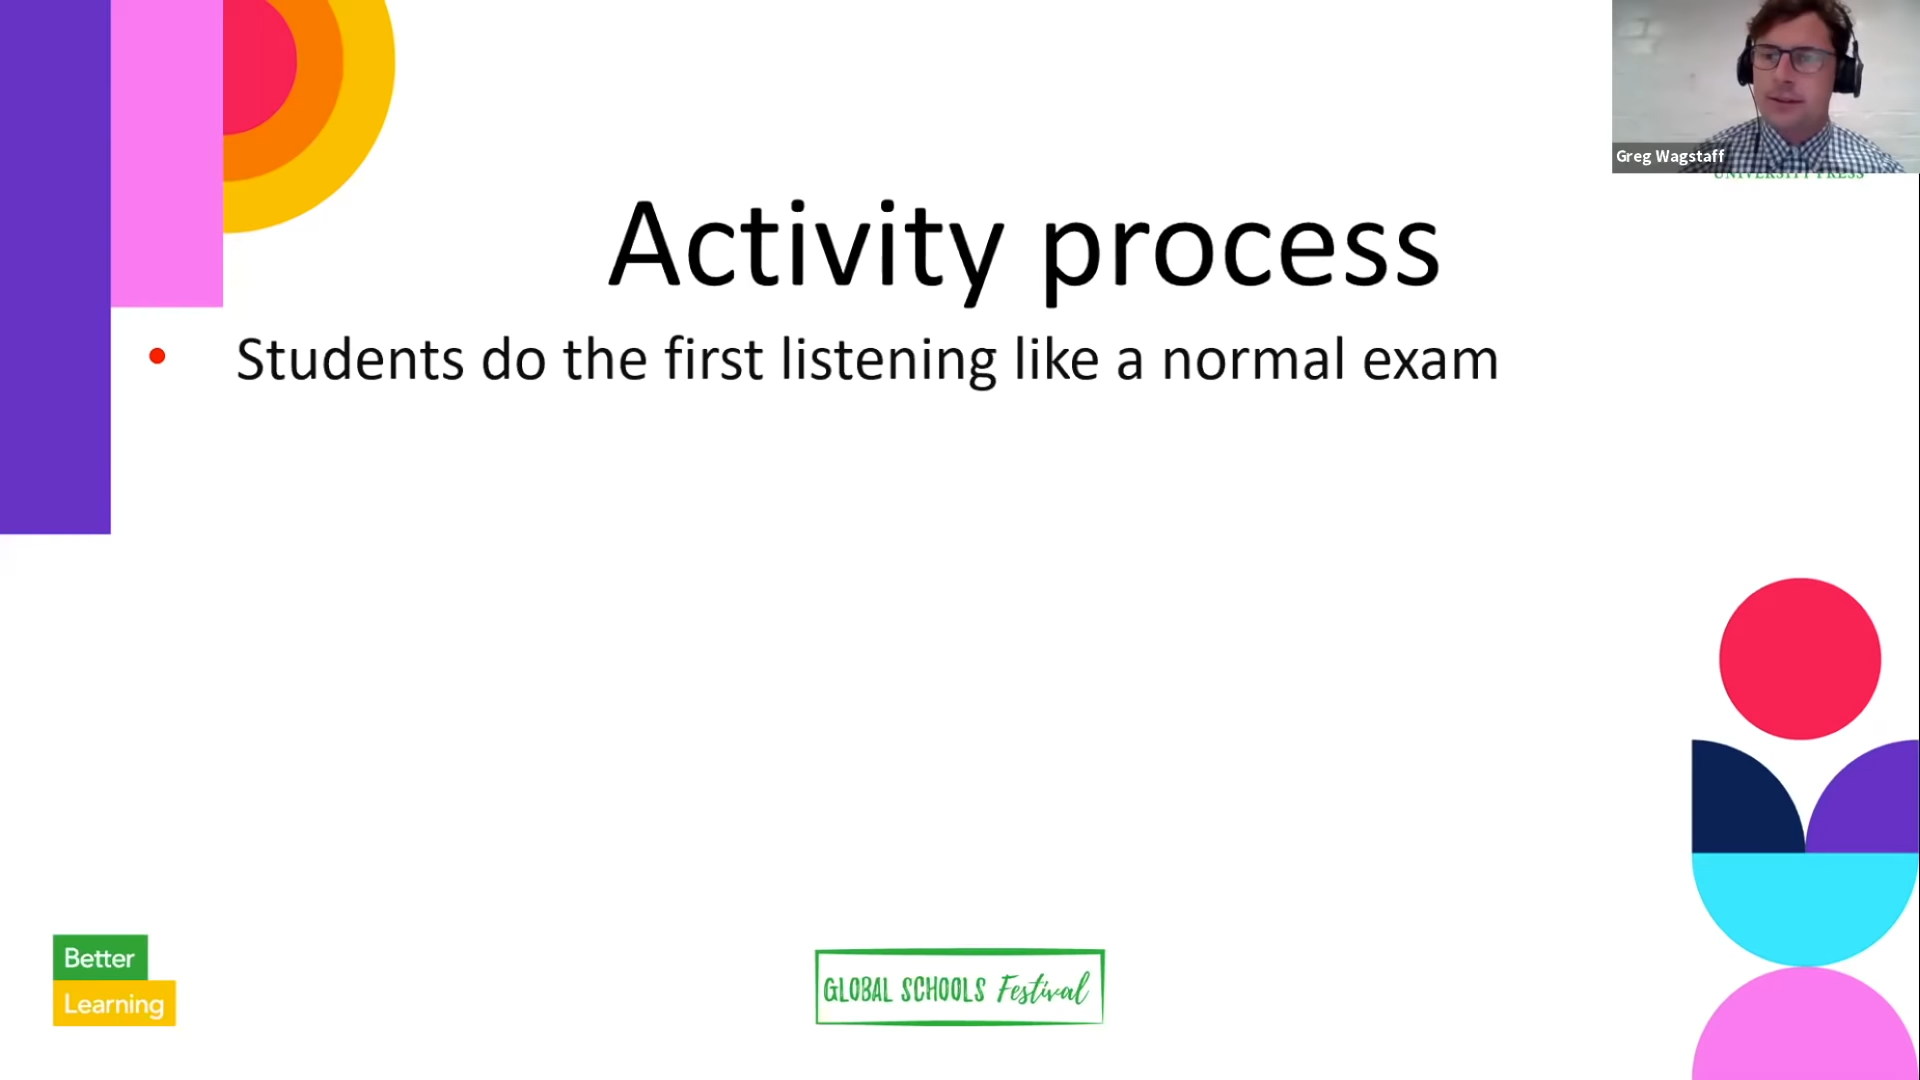 Greg Wagstaff
UNIVERSITY PRESS
Activity process
• Students do the first listening like a normal exam
Better
Learning
GLOBAL SCHOOLS Festival